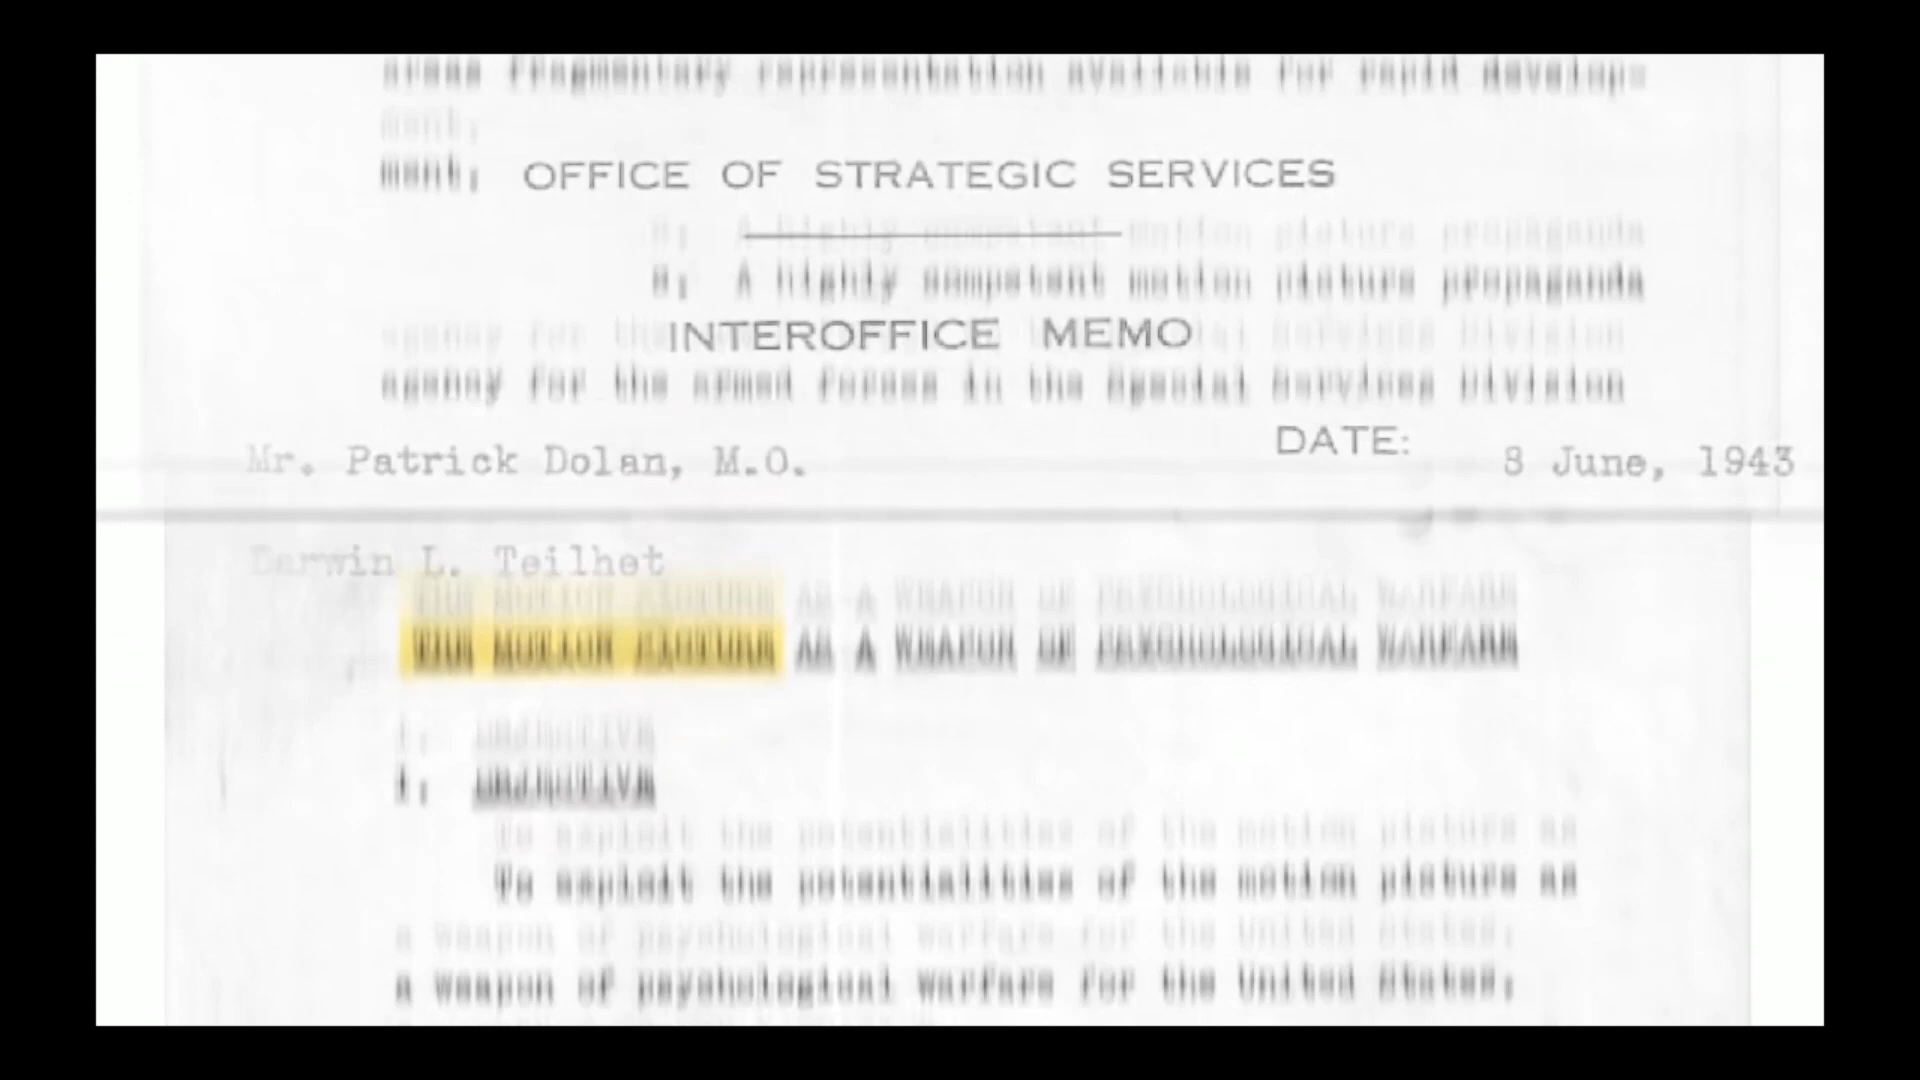 areas fragmentary representation available for rapid develop-
ment;
OFFICE OF STRATEGIC SERVICES
B: A highly competent motion picture propaganda
INTEROFFICE MEMO
agency for the armed forces in the Special Services Division
DATE: 8 June, 1943
Mr. Patrick Dolan, M.O.
Darwin L. Teilhet
THE MOTION PICTURE AS A WEAPON OF PSYCHOLOGICAL WARFARE
I. OBJECTIVE
To exploit the potentialities of the motion picture as
a weapon of psychological warfare for the United States.